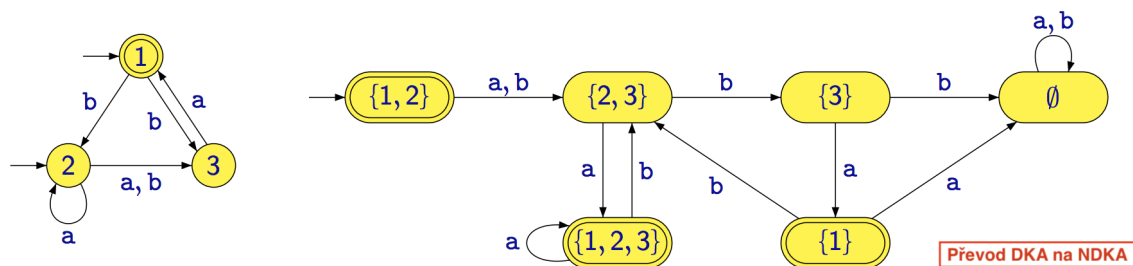 1
b
b
a
2
a, b
3
a
{1, 2}
a, b
{2, 3}
b
{3}
b
∅
a, b
a
b
b
a
a
a
{1, 2, 3}
{1}
Převod DKA na NDKA